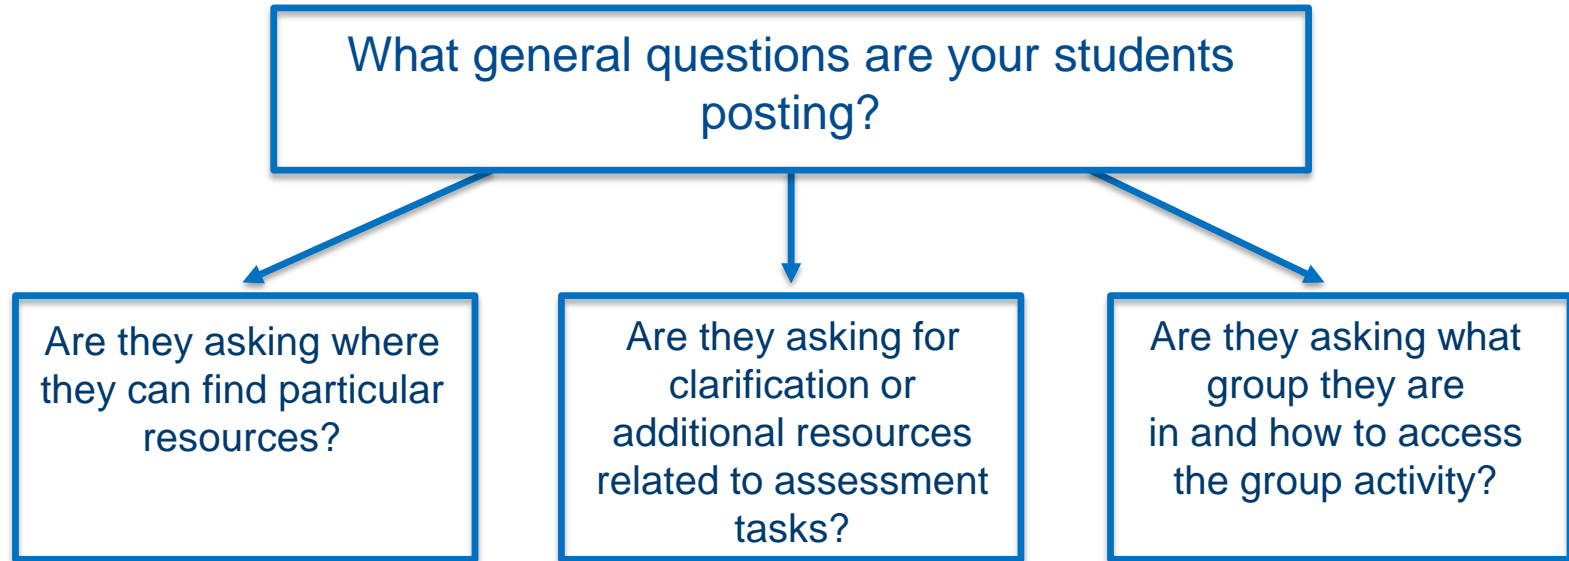 What general questions are your students
posting?
Are they asking where
they can find particular
resources?
Are they asking for
clarification or
additional resources
related to assessment
tasks?
Are they asking what
group they are
in and how to access
the group activity?